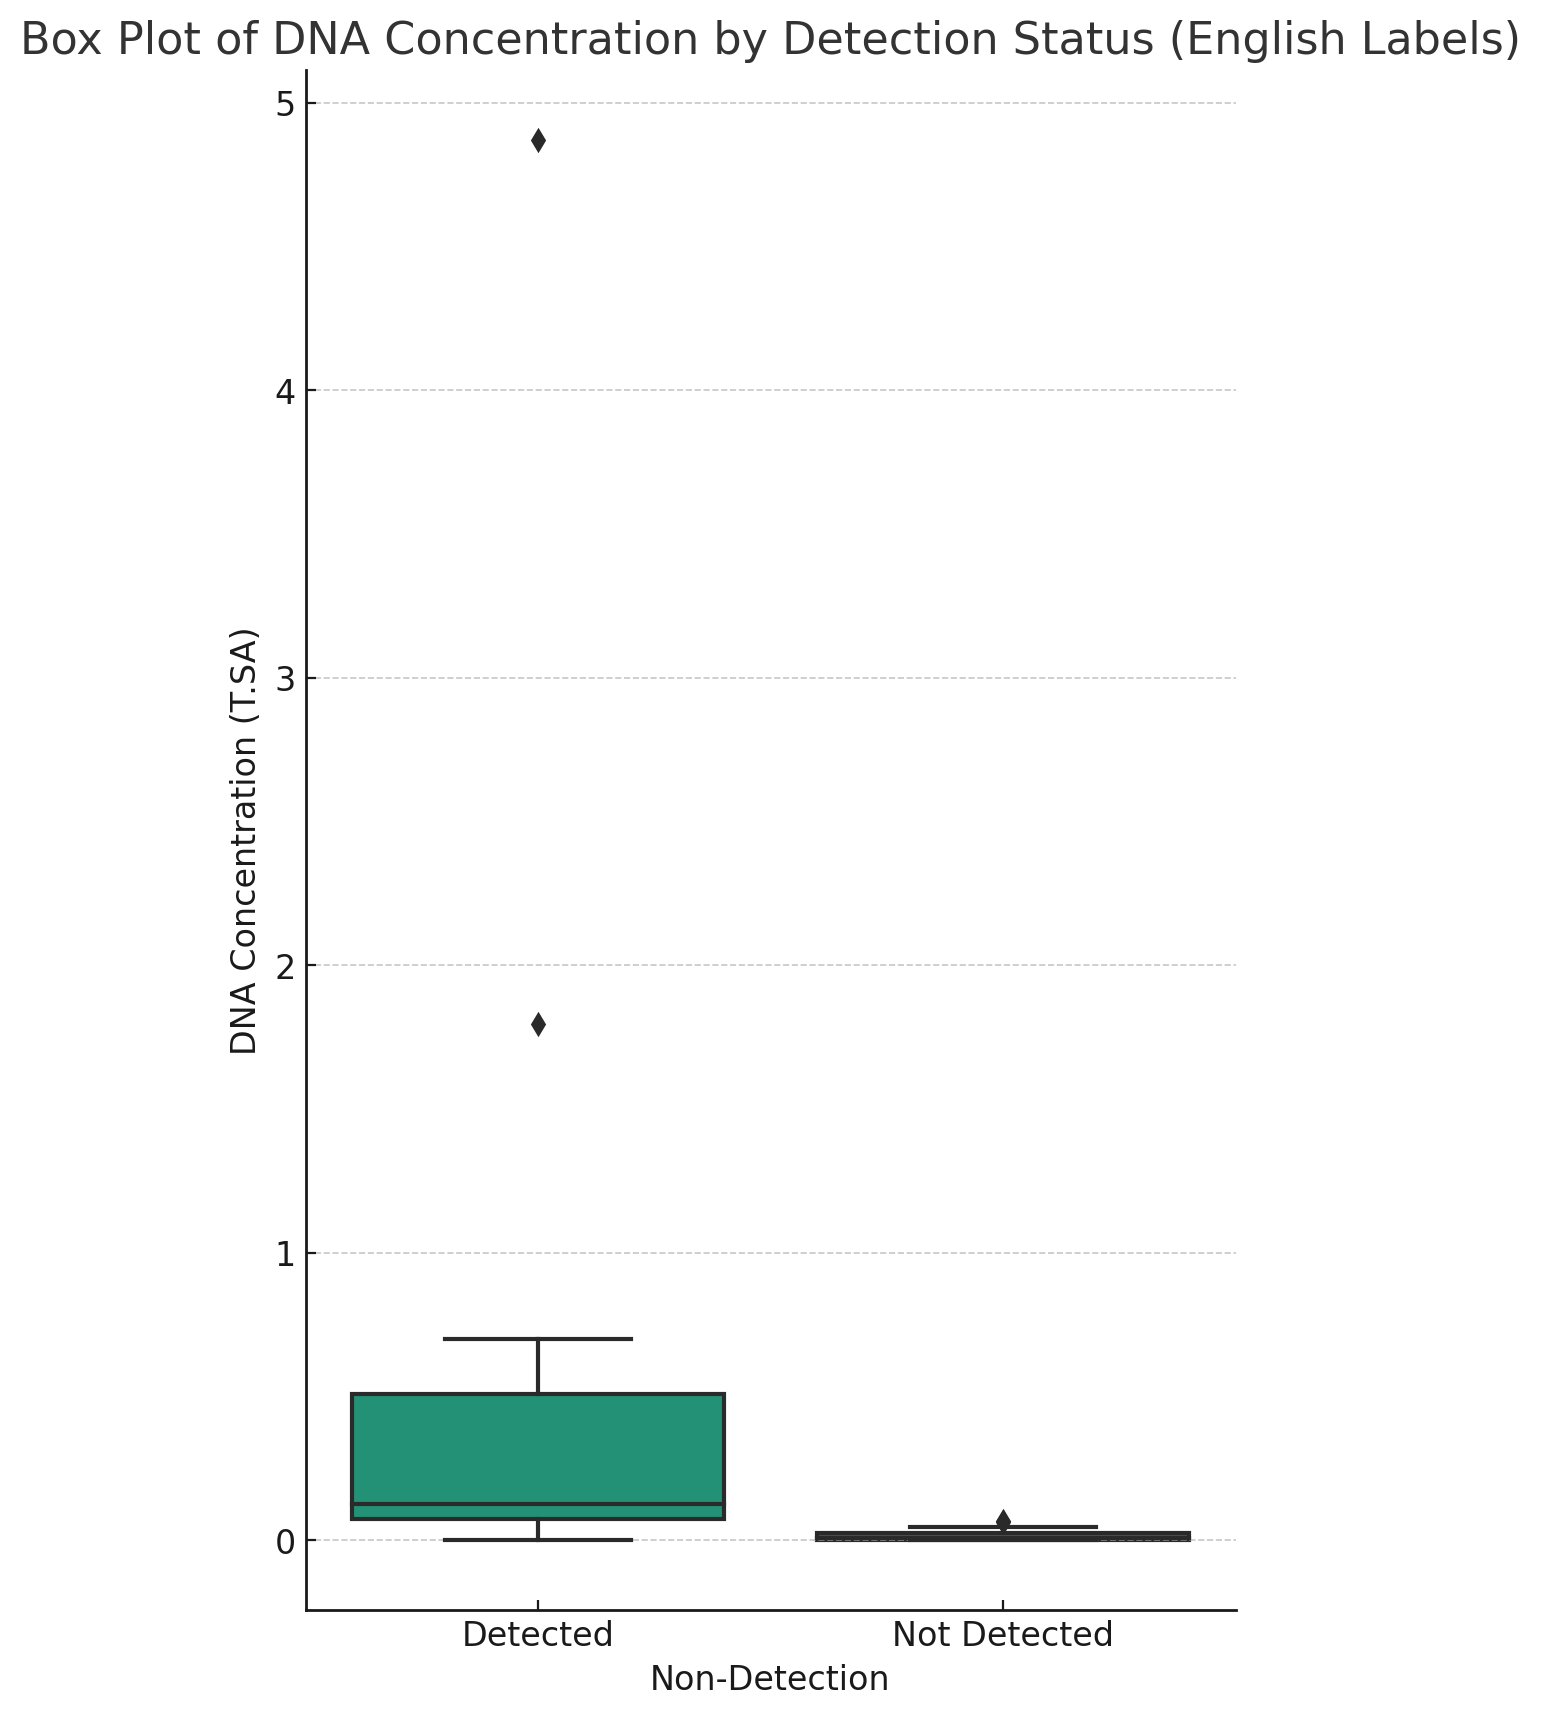 Box Plot of DNA Concentration by Detection Status (English Labels)
DNA Concentration (T.SA)
5
4
3
2
1
0
Detected
Not Detected
Non-Detection